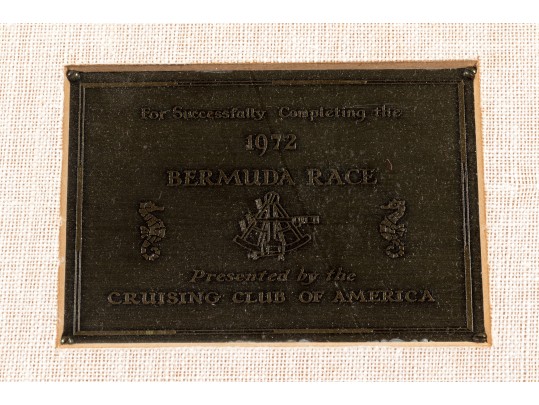 For Successfully Completing the
1972
BERMUDA RACE
Presented by the
CRUISING CLUB OF AMERICA